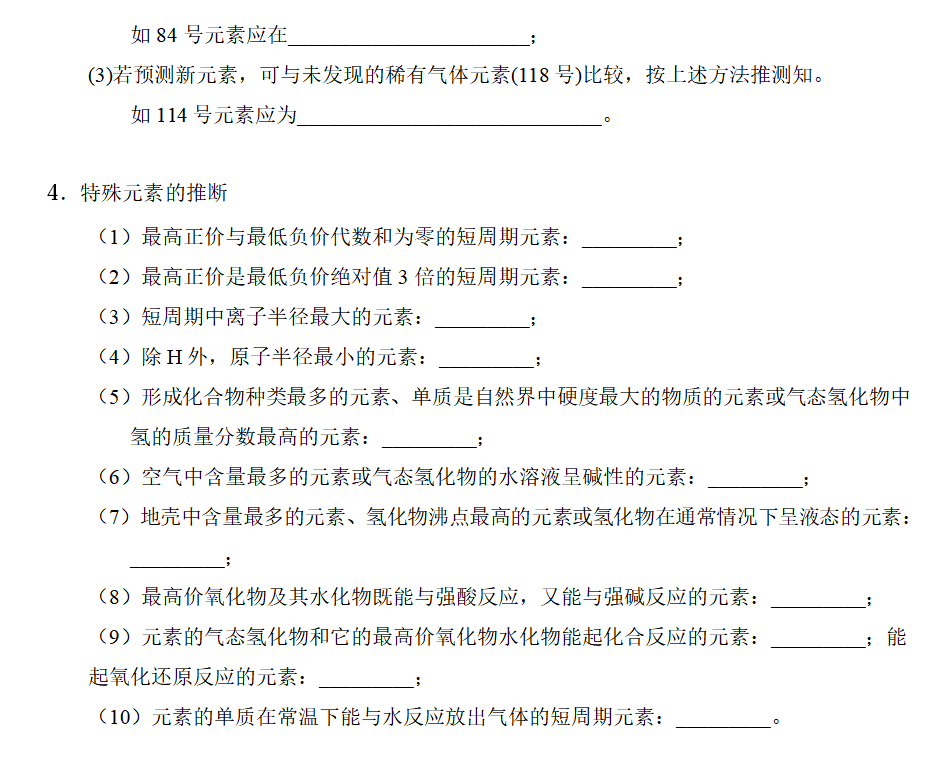 如 84 号元素应在_______________________;
(3)若预测新元素，可与未发现的稀有气体元素(118 号)比较，按上述方法推测知。
如 114 号元素应为_____________________________。
4．特殊元素的推断
（1）最高正价与最低负价代数和为零的短周期元素：_________;
（2）最高正价是最低负价绝对值 3 倍的短周期元素：_________;
（3）短周期中离子半径最大的元素：_________;
（4）除 H 外，原子半径最小的元素：_________;
（5）形成化合物种类最多的元素、单质是自然界中硬度最大的物质的元素或气态氢化物中
氢的质量分数最高的元素：_________;
（6）空气中含量最多的元素或气态氢化物的水溶液呈碱性的元素：_________;
（7）地壳中含量最多的元素、氢化物沸点最高的元素或氢化物在通常情况下呈液态的元素：
_________;
（8）最高价氧化物及其水化物既能与强酸反应，又能与强碱反应的元素：_________;
（9）元素的气态氢化物和它的最高价氧化物水化物能起化合反应的元素：_________；能
起氧化还原反应的元素：_________;
（10）元素的单质在常温下能与水反应放出气体的短周期元素：_________。